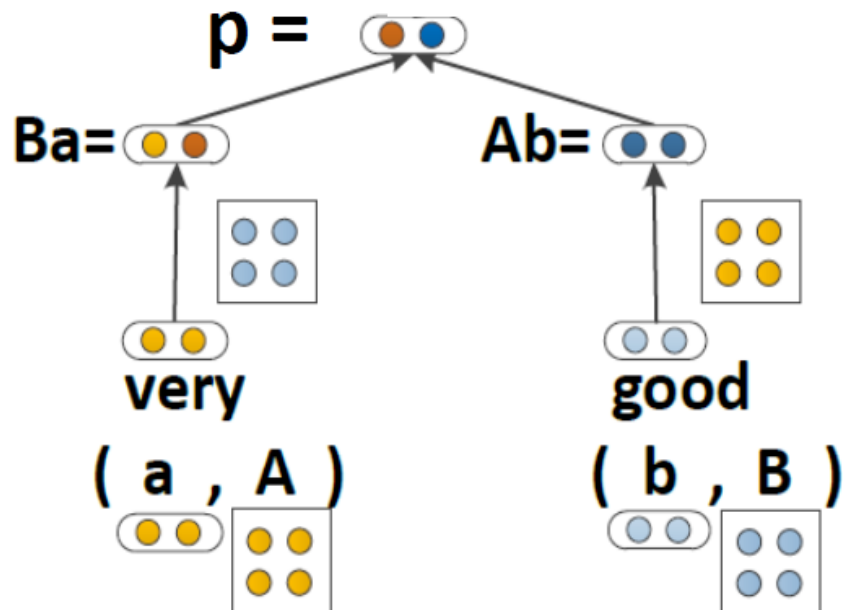 p =
Ba= Ab=
very good
( a , A ) ( b , B )